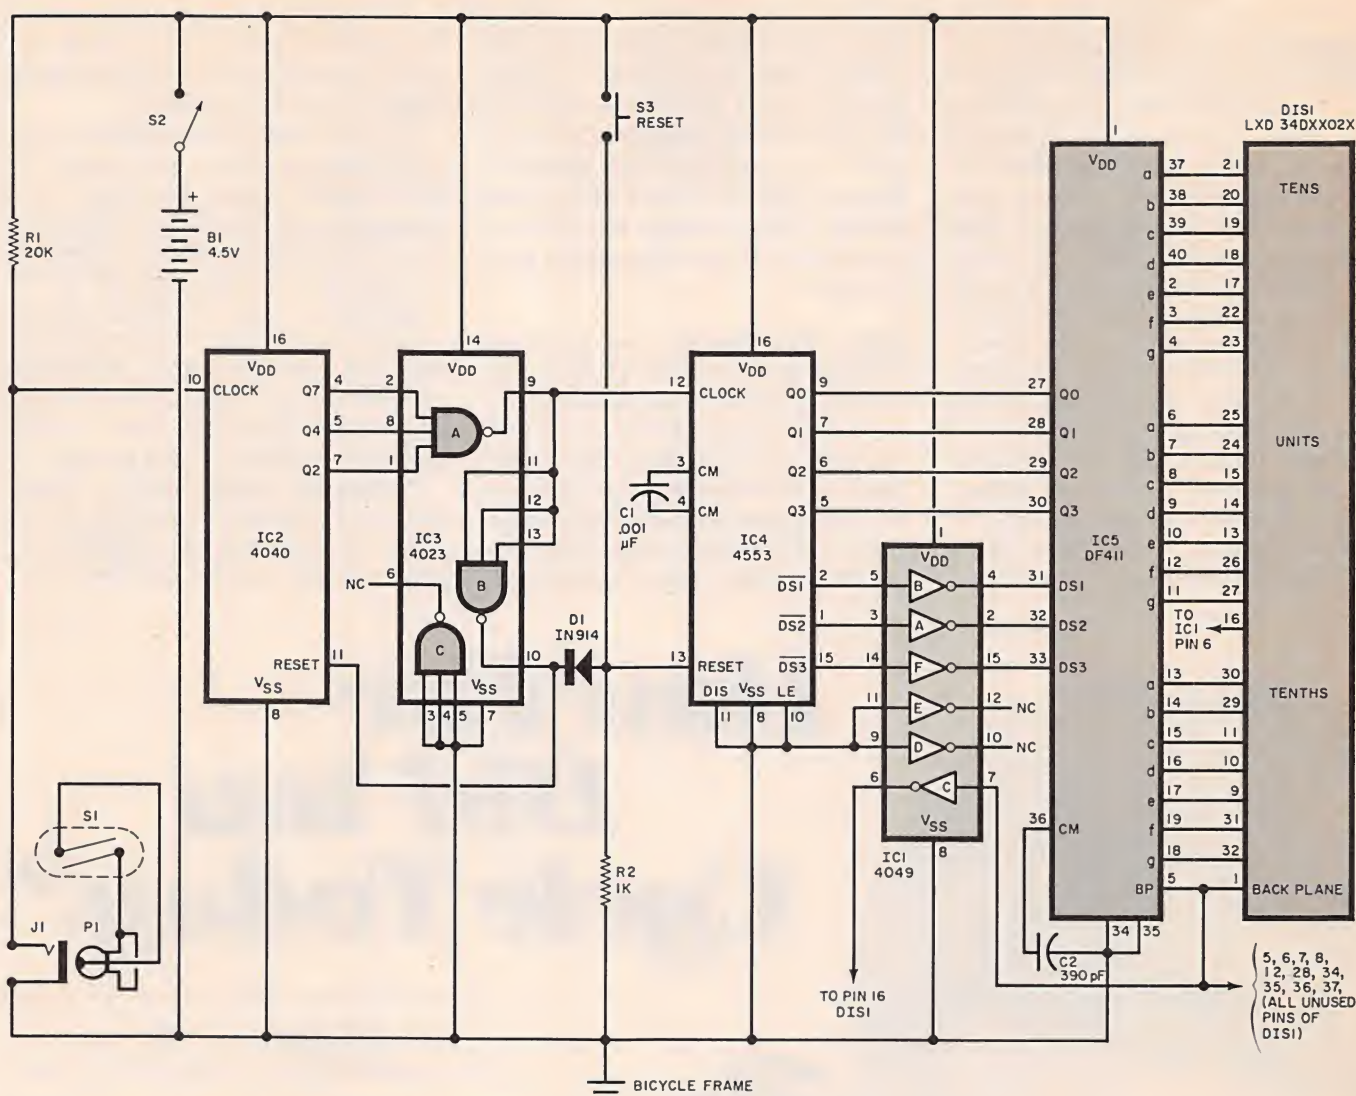 S2
S3
RESET
DIS1
LXD 34DXX02X
R1
20K
+
B1
4.5V
16
VDD
10 CLOCK
Q7 4
Q4 5
Q2 7
IC2
4040
RESET 11
VSS
8
14
VDD
2
8
1
A
9
11
12
13
IC3
4023
NC 6
B
C
10
VSS
3 4 5 7
D1
IN914
C1
.001
µF
16
VDD
12 CLOCK
3 CM
4 CM
IC4
4553
Q0 9
Q1 7
Q2 6
Q3 5
DS1 2
DS2 1
DS3 15
13 RESET
DIS VSS LE
11 8 10
1
VDD
5 B 4
3 A 2
14 F 15
11 E 12 NC
9 D 10 NC
6 C 7
VSS
8
IC1
4049
1
VDD
27 Q0
28 Q1
29 Q2
30 Q3
IC5
DF411
31 DS1
32 DS2
33 DS3
36 CM
34 35
C2
390 pF
a 37 21
b 38 20
c 39 19
d 40 18
e 2 17
f 3 22
g 4 23
TENS
a 6 25
b 7 24
c 8 15
d 9 14
e 10 13
f 12 26
g 11 27
UNITS
TO
IC1
PIN 6
16
a 13 30
b 14 29
c 15 11
d 16 10
e 17 9
f 19 31
g 18 32
TENTHS
BP 5 1
BACK PLANE
S1
J1
P1
R2
1K
TO PIN 16
DIS1
5, 6, 7, 8,
12, 28, 34,
35, 36, 37,
(ALL UNUSED
PINS OF
DIS1)
BICYCLE FRAME